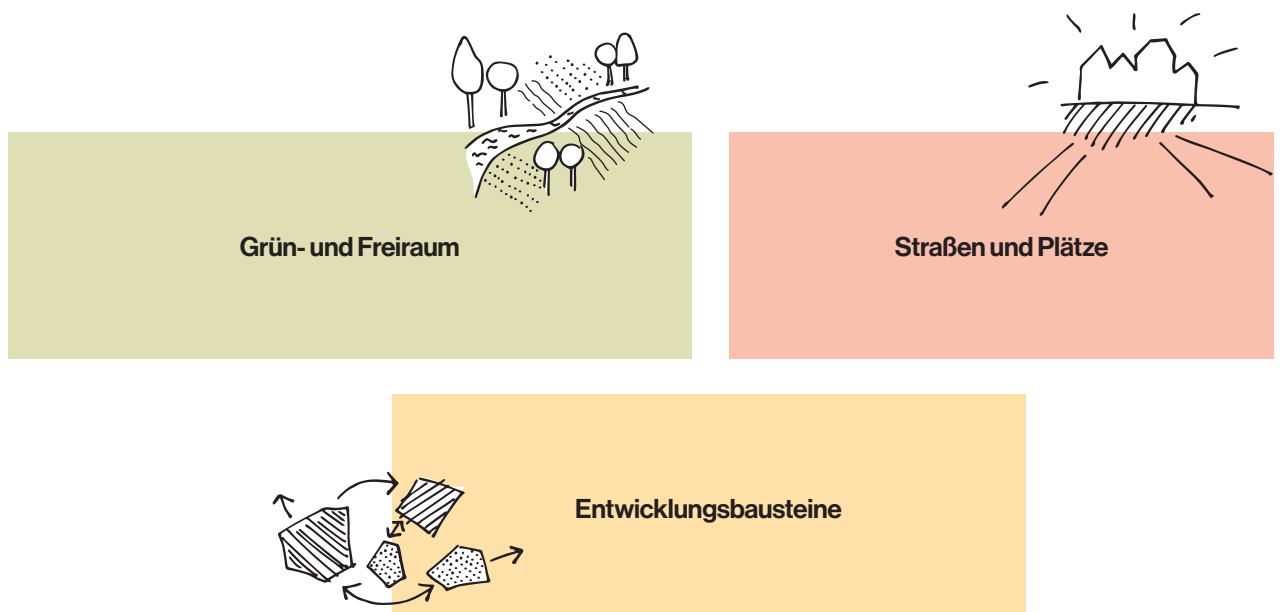 Grün- und Freiraum
Straßen und Plätze
Entwicklungsbausteine